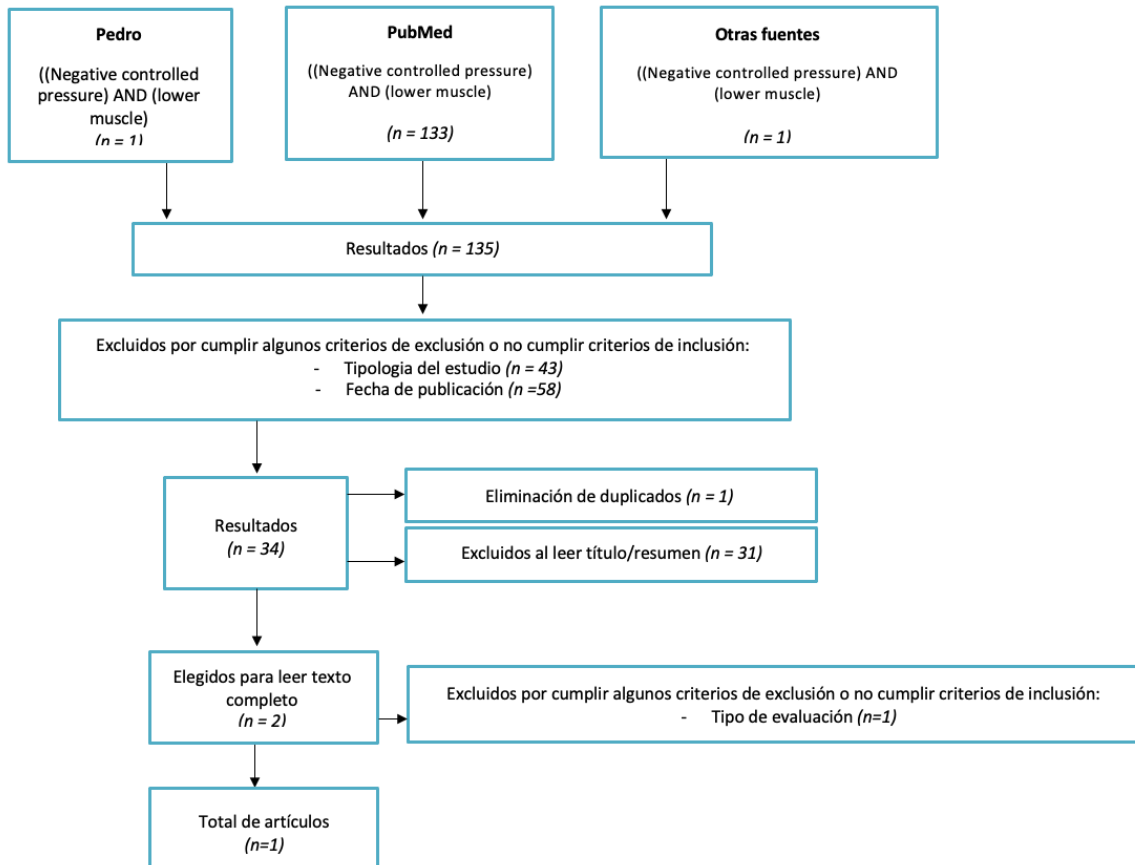 Pedro
((Negative controlled
pressure) AND (lower
muscle)
(n = 1)
PubMed
((Negative controlled pressure)
AND (lower muscle)
(n = 133)
Otras fuentes
((Negative controlled pressure) AND
(lower muscle)
(n = 1)
Resultados (n = 135)
Excluidos por cumplir algunos criterios de exclusión o no cumplir criterios de inclusión:
- Tipologia del estudio (n = 43)
- Fecha de publicación (n =58)
Resultados
(n = 34)
Eliminación de duplicados (n = 1)
Excluidos al leer título/resumen (n = 31)
Elegidos para leer texto
completo
(n = 2)
Excluidos por cumplir algunos criterios de exclusión o no cumplir criterios de inclusión:
- Tipo de evaluación (n=1)
Total de artículos
(n=1)